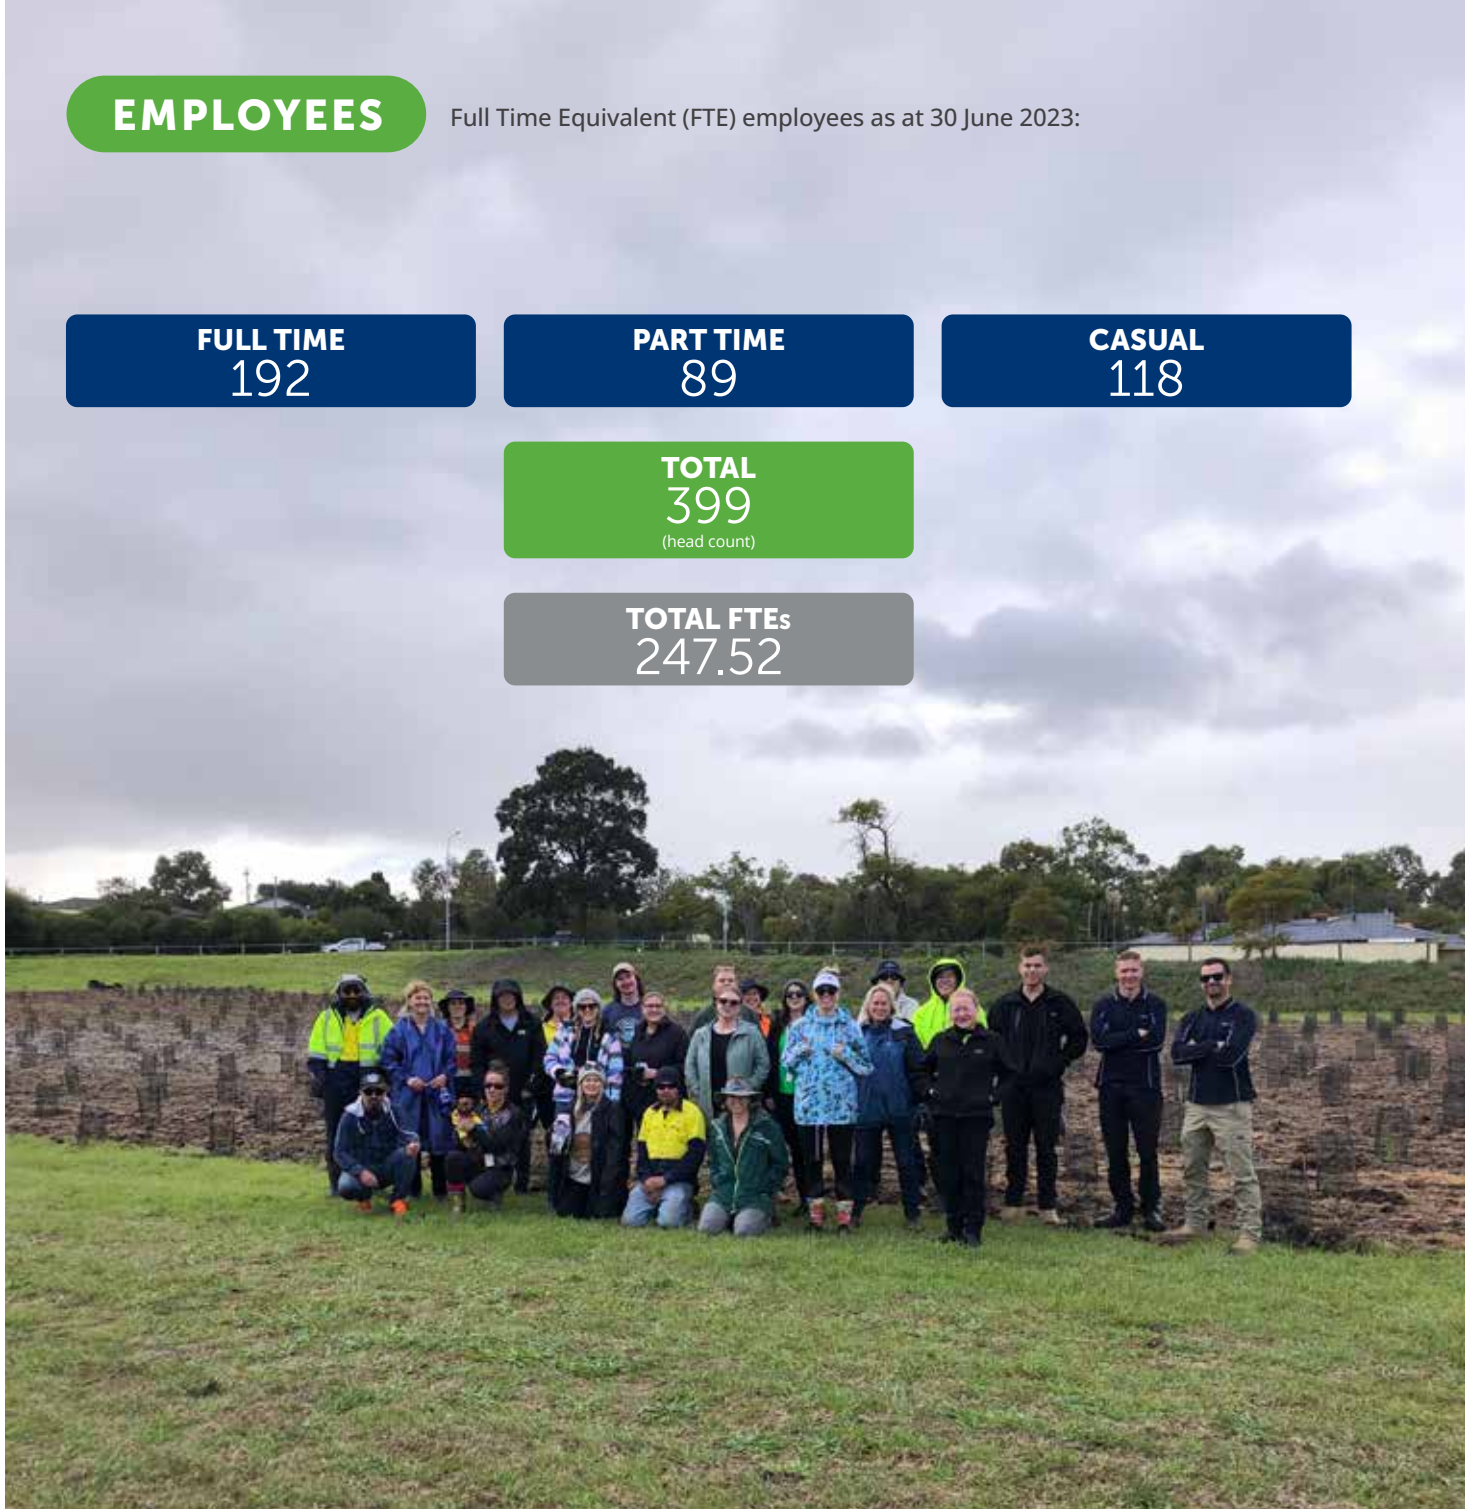 EMPLOYEES
Full Time Equivalent (FTE) employees as at 30 June 2023:
FULL TIME
192
PART TIME
89
CASUAL
118
TOTAL
399
(head count)
TOTAL FTEs
247.52